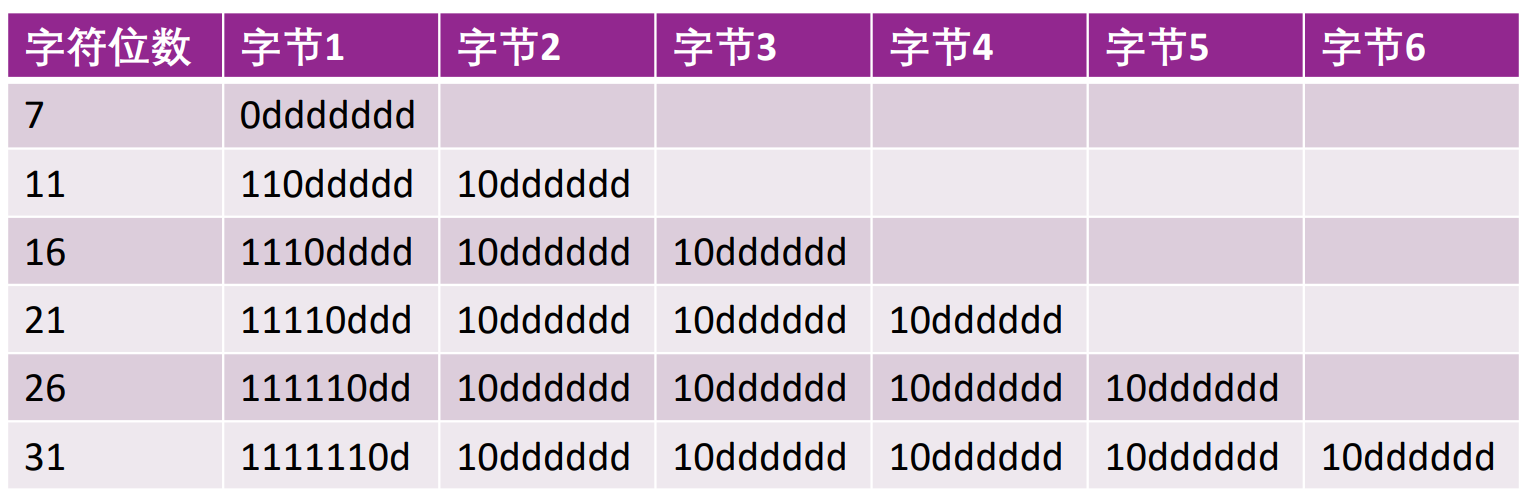 字符位数 字节1 字节2 字节3 字节4 字节5 字节6
7 0ddddddd
11 110ddddd 10dddddd
16 1110dddd 10dddddd 10dddddd
21 11110ddd 10dddddd 10dddddd 10dddddd
26 111110dd 10dddddd 10dddddd 10dddddd 10dddddd
31 1111110d 10dddddd 10dddddd 10dddddd 10dddddd 10dddddd